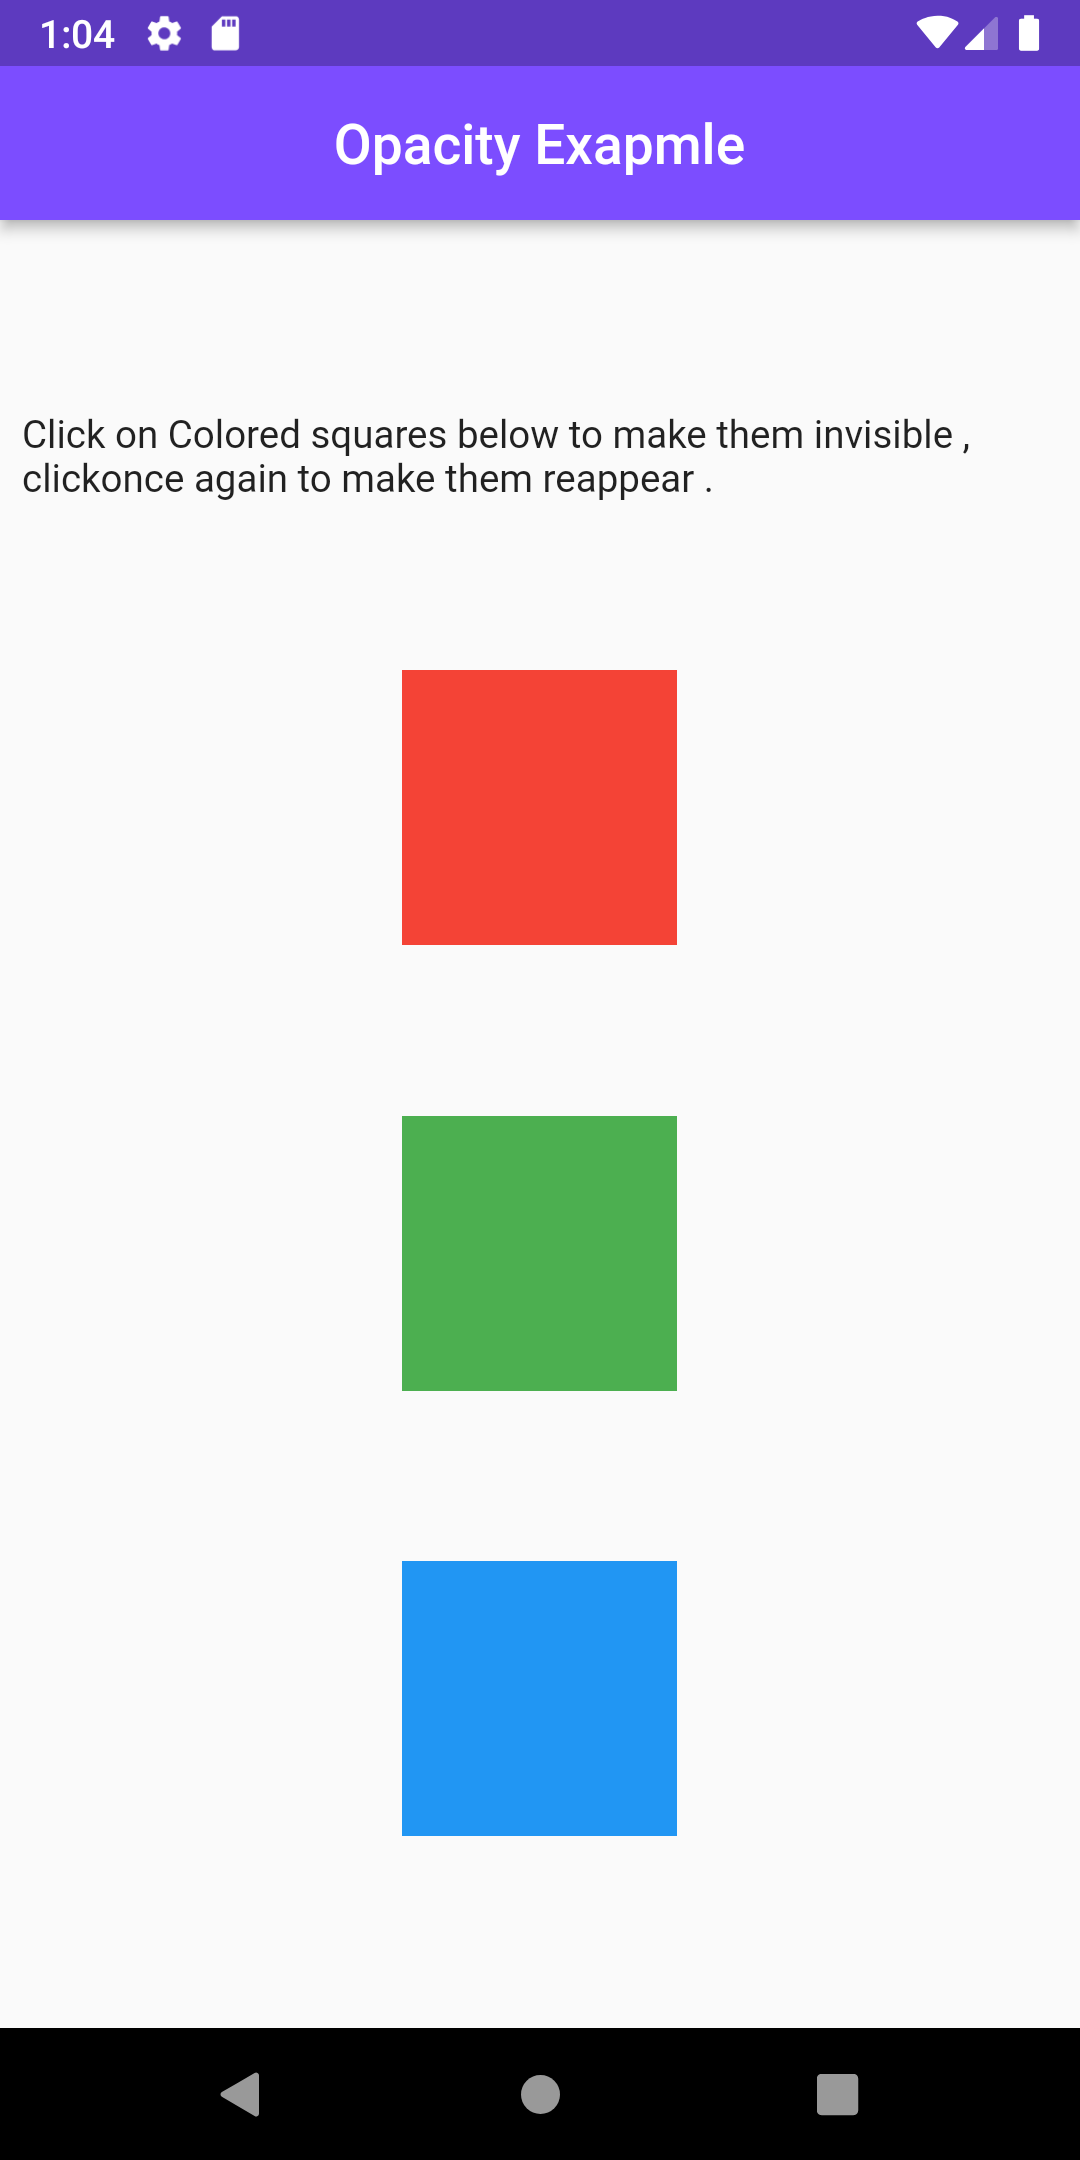 1:04
Opacity Exapmle
Click on Colored squares below to make them invisible ,
clickonce again to make them reappear .